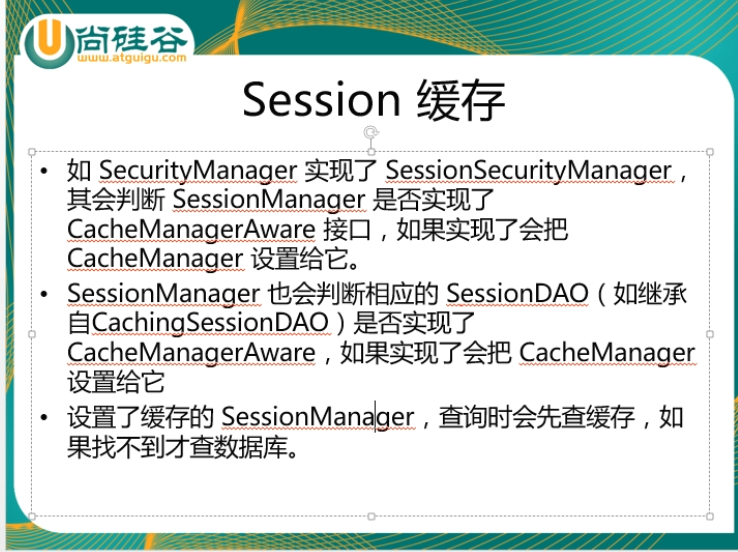 尚硅谷
www.atguigu.com
Session 缓存
• 如 SecurityManager 实现了 SessionSecurityManager，
其会判断 SessionManager 是否实现了
CacheManagerAware 接口，如果实现了会把
CacheManager 设置给它。
• SessionManager 也会判断相应的 SessionDAO（如继承
自CachingSessionDAO）是否实现了
CacheManagerAware，如果实现了会把 CacheManager
设置给它
• 设置了缓存的 SessionManager，查询时会先查缓存，如
果找不到才查数据库。